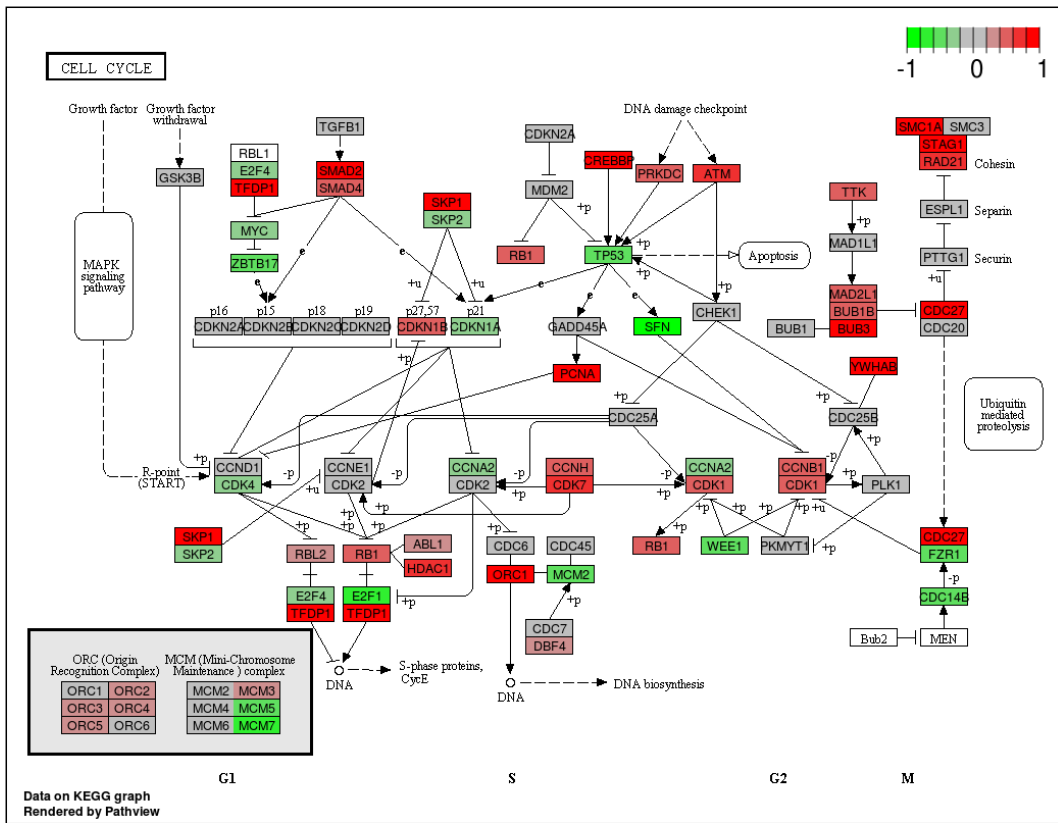 -1 0 1
CELL CYCLE
Growth factor
Growth factor
withdrawal
TGFB1
CDKN2A
DNA damage checkpoint
SMC1A SMC3
STAG1
RAD21
Cohesin
RBL1
E2F4
TFDP1
GSK3B
SMAD2
SMAD4
CREBBP
PRKDC
ATM
TTK
+p
MDM2
SKP1
SKP2
ESPL1
Separin
MYC
+p
RB1
TP53
+p
Apoptosis
MAD1L1
PTTG1
Securin
ZBTB17
MAPK
signaling
pathway
e
e
+u
+u
e
e
+p
+u
MAD2L1
BUB1B
BUB3
BUB1
CDC27
CDC20
p16 p15 p18 p19 p27,57 p21
CDKN2A CDKN2B CDKN2C CDKN2D CDKN1B CDKN1A
GADD45A
SFN
CHEK1
+p
PCNA
YWHAB
Ubiquitin
mediated
proteolysis
+p
CDC25A
+p
CDC25B
R-point
(START)
+p
CCND1
CDK4
-p
CCNE1
CDK2
+u
-p
CCNA2
CDK2
-p
+p
CCNH
CDK7
+p
-p
CCNA2
CDK1
CCNB1
CDK1
-p
+p
+p
+u
+p
PLK1
SKP1
SKP2
+p
+p
+p
+p
+p
RBL2
RB1
ABL1
HDAC1
CDC6
CDC45
RB1
+p
WEE1
+p
+p
PKMYT1
+p
CDC27
FZR1
-p
ORC1
MCM2
E2F4
TFDP1
E2F1
TFDP1
+p
+p
CDC7
DBF4
CDC14B
Bub2
MEN
DNA
S-phase proteins,
CycE
DNA
DNA biosynthesis
ORC (Origin
Recognition Complex)
MCM (Mini-Chromosome
Maintenance ) complex
ORC1 ORC2 MCM2 MCM3
ORC3 ORC4 MCM4 MCM5
ORC5 ORC6 MCM6 MCM7
G1 S G2 M
Data on KEGG graph
Rendered by Pathview